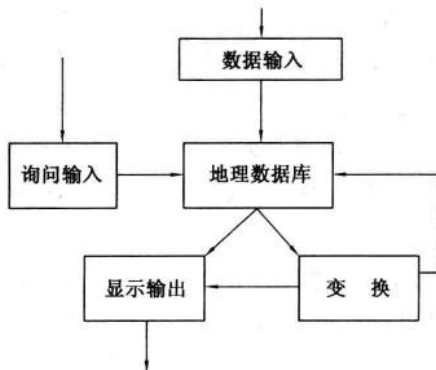 数据输入
询问输入
地理数据库
显示输出
变 换